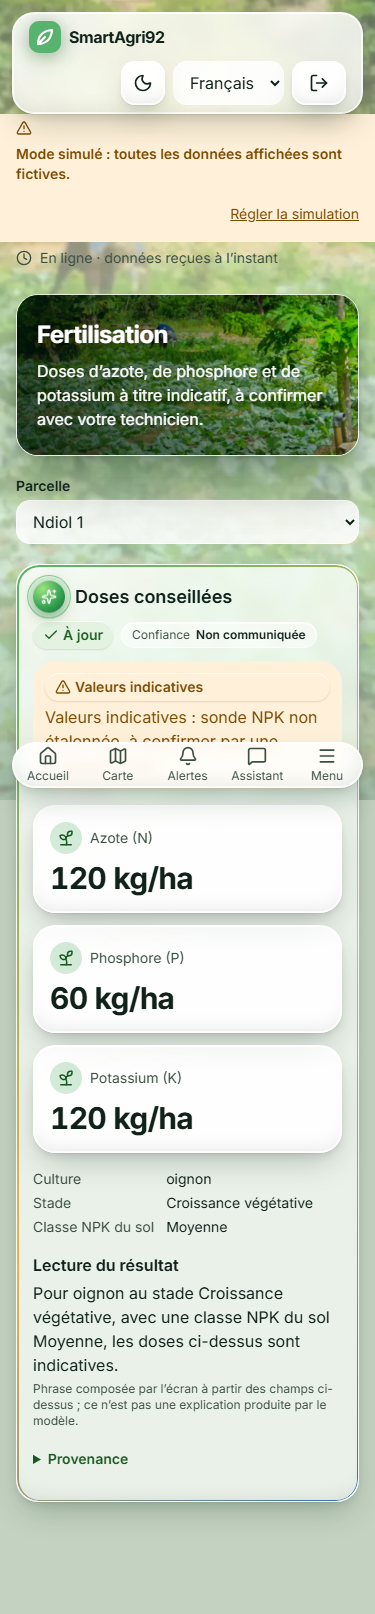 SmartAgri92
Français
Mode simulé : toutes les données affichées sont
fictives.
Régler la simulation
En ligne · données reçues à l’instant
Fertilisation
Doses d’azote, de phosphore et de
potassium à titre indicatif, à confirmer
avec votre technicien.
Parcelle
Ndiol 1
Doses conseillées
À jour
Confiance Non communiquée
Valeurs indicatives
Valeurs indicatives : sonde NPK non
étalonnée, à confirmer par une
Accueil Carte Alertes Assistant Menu
Azote (N)
120 kg/ha
Phosphore (P)
60 kg/ha
Potassium (K)
120 kg/ha
Culture oignon
Stade Croissance végétative
Classe NPK du sol Moyenne
Lecture du résultat
Pour oignon au stade Croissance
végétative, avec une classe NPK du sol
Moyenne, les doses ci-dessus sont
indicatives.
Phrase composée par l’écran à partir des champs ci-
dessus ; ce n’est pas une explication produite par le
modèle.
Provenance